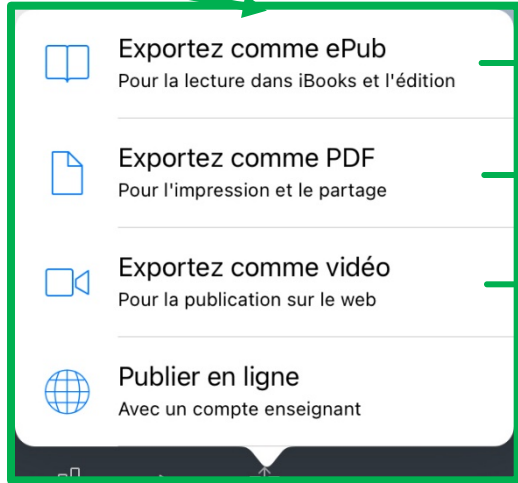 Exportez comme ePub
Pour la lecture dans iBooks et l'édition
Exportez comme PDF
Pour l'impression et le partage
Exportez comme vidéo
Pour la publication sur le web
Publier en ligne
Avec un compte enseignant